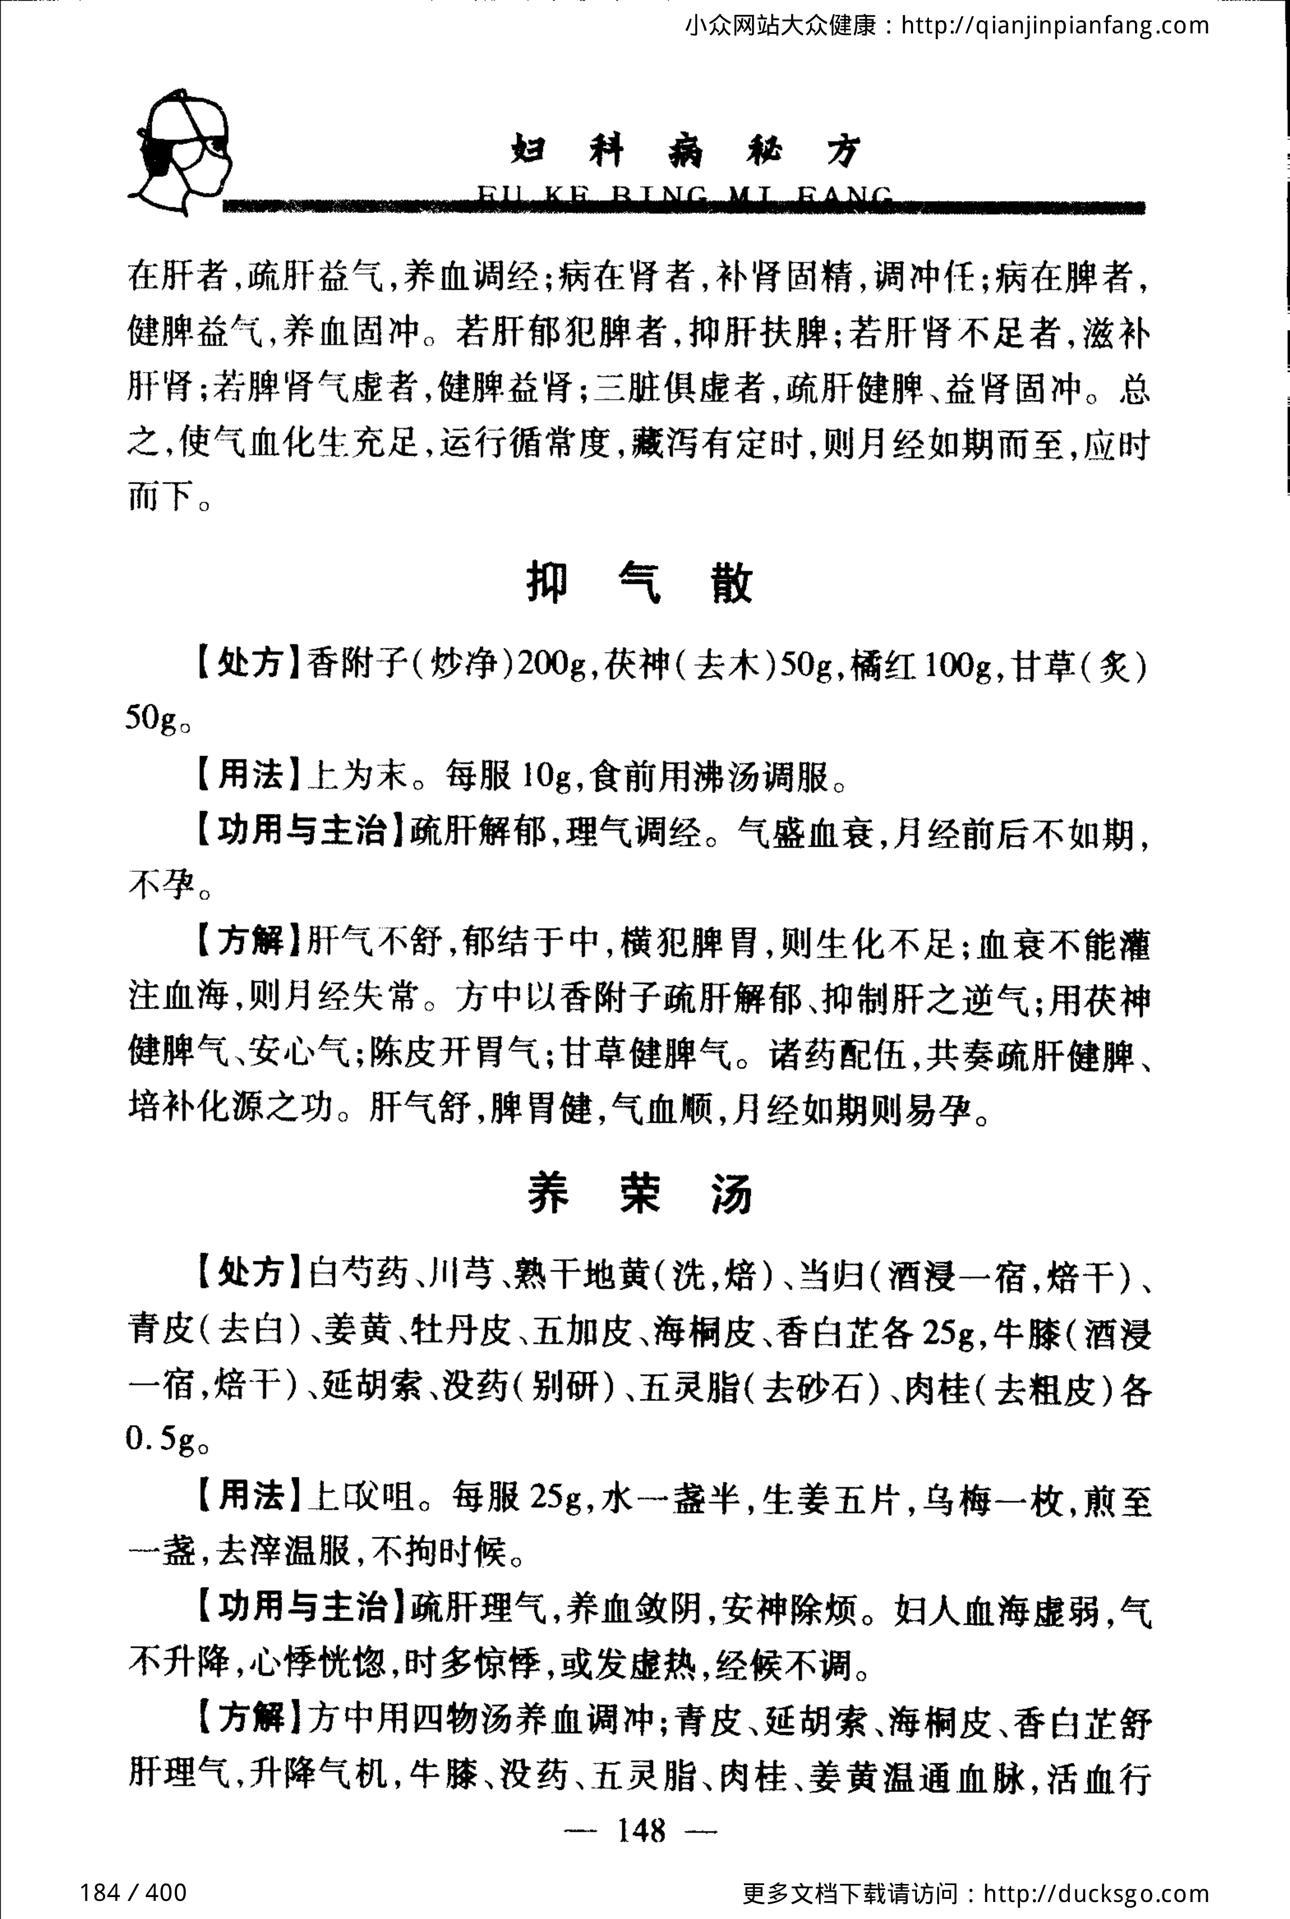 小众网站大众健康：http://qianjinpianfang.com
妇科病秘方
FU KE BING MI FANG
在肝者,疏肝益气,养血调经;病在肾者,补肾固精,调冲任;病在脾者,
健脾益气,养血固冲。若肝郁犯脾者,抑肝扶脾;若肝肾不足者,滋补
肝肾;若脾肾气虚者,健脾益肾;三脏俱虚者,疏肝健脾、益肾固冲。总
之,使气血化生充足,运行循常度,藏泻有定时,则月经如期而至,应时
而下。
抑气散
【处方】香附子(炒净)200g,茯神(去木)50g,橘红100g,甘草(炙)
50g。
【用法】上为末。每服10g,食前用沸汤调服。
【功用与主治】疏肝解郁,理气调经。气盛血衰,月经前后不如期,
不孕。
【方解】肝气不舒,郁结于中,横犯脾胃,则生化不足;血衰不能灌
注血海,则月经失常。方中以香附子疏肝解郁、抑制肝之逆气;用茯神
健脾气、安心气;陈皮开胃气;甘草健脾气。诸药配伍,共奏疏肝健脾、
培补化源之功。肝气舒,脾胃健,气血顺,月经如期则易孕。
养荣汤
【处方】白芍药、川芎、熟干地黄(洗,焙)、当归(酒浸一宿,焙干)、
青皮(去白)、姜黄、牡丹皮、五加皮、海桐皮、香白芷各25g,牛膝(酒浸
一宿,焙干)、延胡索、没药(别研)、五灵脂(去砂石)、肉桂(去粗皮)各
0.5g。
【用法】上㕮咀。每服25g,水一盏半,生姜五片,乌梅一枚,煎至
一盏,去滓温服,不拘时候。
【功用与主治】疏肝理气,养血敛阴,安神除烦。妇人血海虚弱,气
不升降,心悸恍惚,时多惊悸,或发虚热,经候不调。
【方解】方中用四物汤养血调冲;青皮、延胡索、海桐皮、香白芷舒
肝理气,升降气机,牛膝、没药、五灵脂、肉桂、姜黄温通血脉,活血行
— 148 —
184 / 400
更多文档下载请访问：http://ducksgo.com